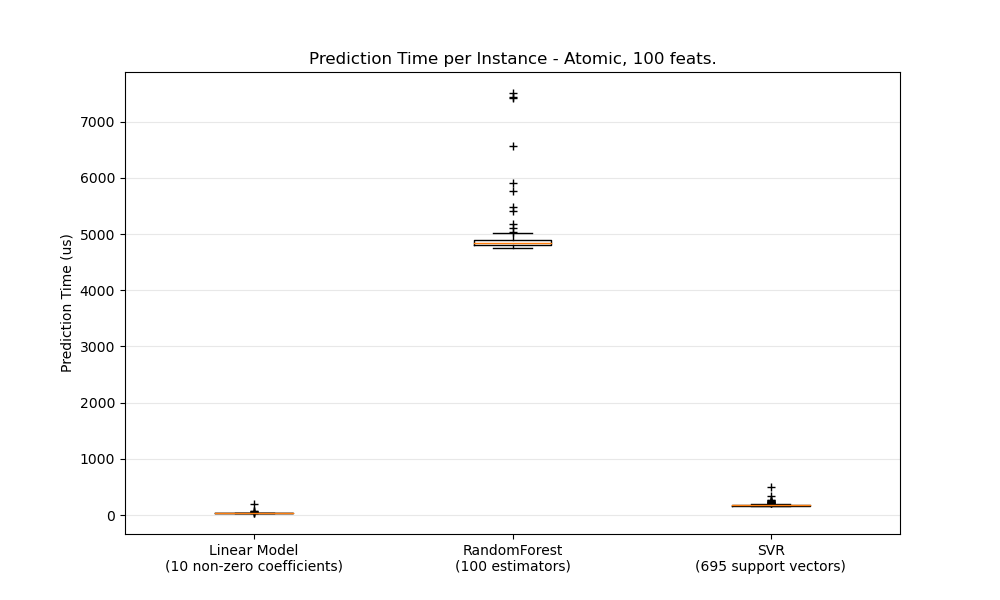 Prediction Time per Instance - Atomic, 100 feats.
Prediction Time (us)
7000
6000
5000
4000
3000
2000
1000
0
Linear Model
(10 non-zero coefficients)
RandomForest
(100 estimators)
SVR
(695 support vectors)